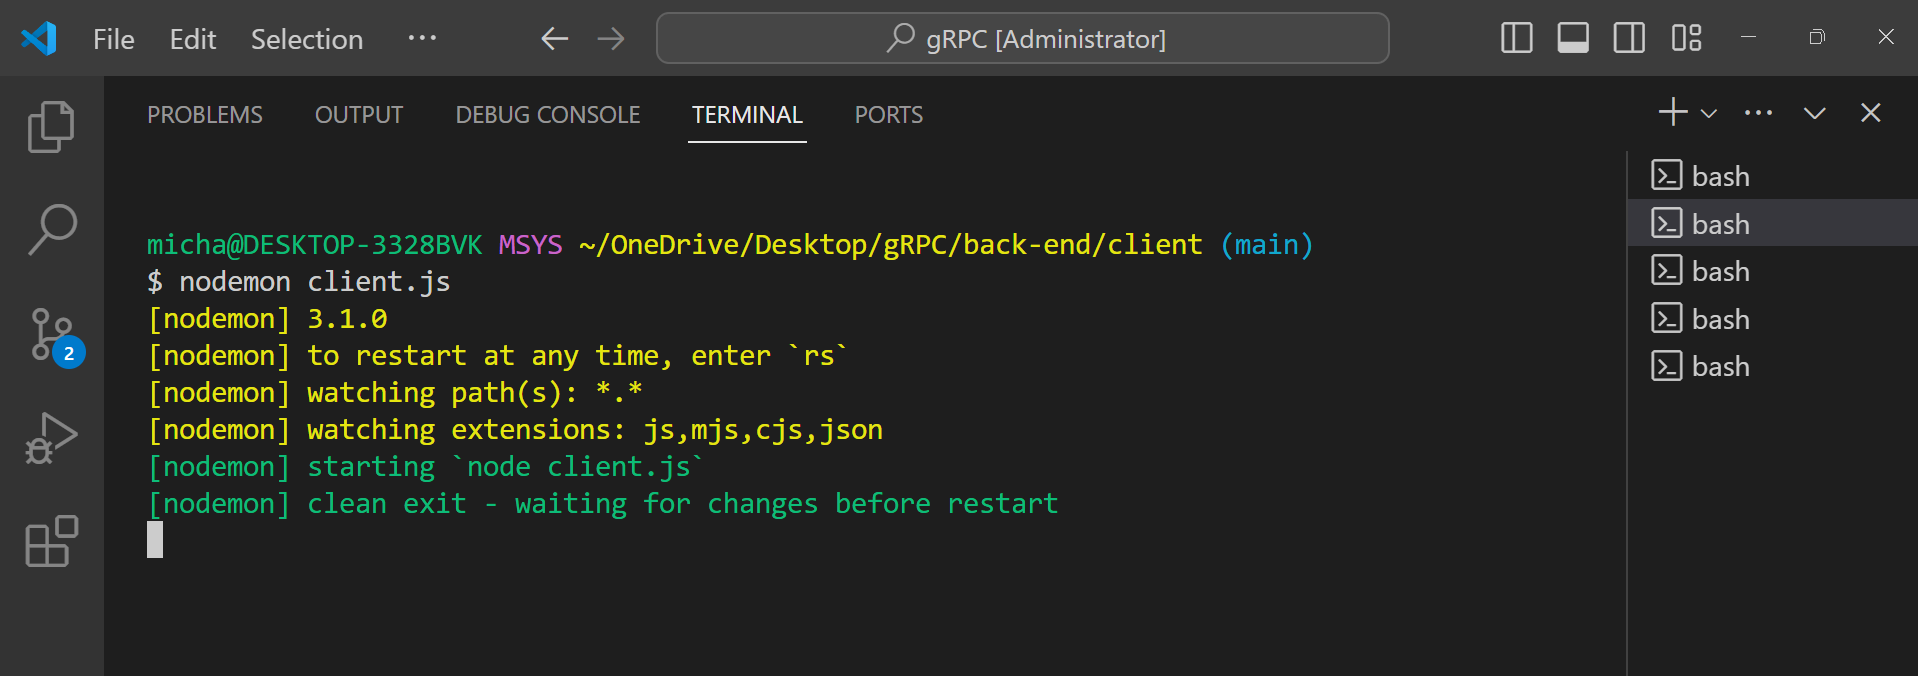 File Edit Selection ···
gRPC [Administrator]
PROBLEMS OUTPUT DEBUG CONSOLE TERMINAL PORTS
micha@DESKTOP-3328BVK MSYS ~/OneDrive/Desktop/gRPC/back-end/client (main)
$ nodemon client.js
[nodemon] 3.1.0
[nodemon] to restart at any time, enter `rs`
[nodemon] watching path(s): *.*
[nodemon] watching extensions: js,mjs,cjs,json
[nodemon] starting `node client.js`
[nodemon] clean exit - waiting for changes before restart
bash
bash
bash
bash
bash
2